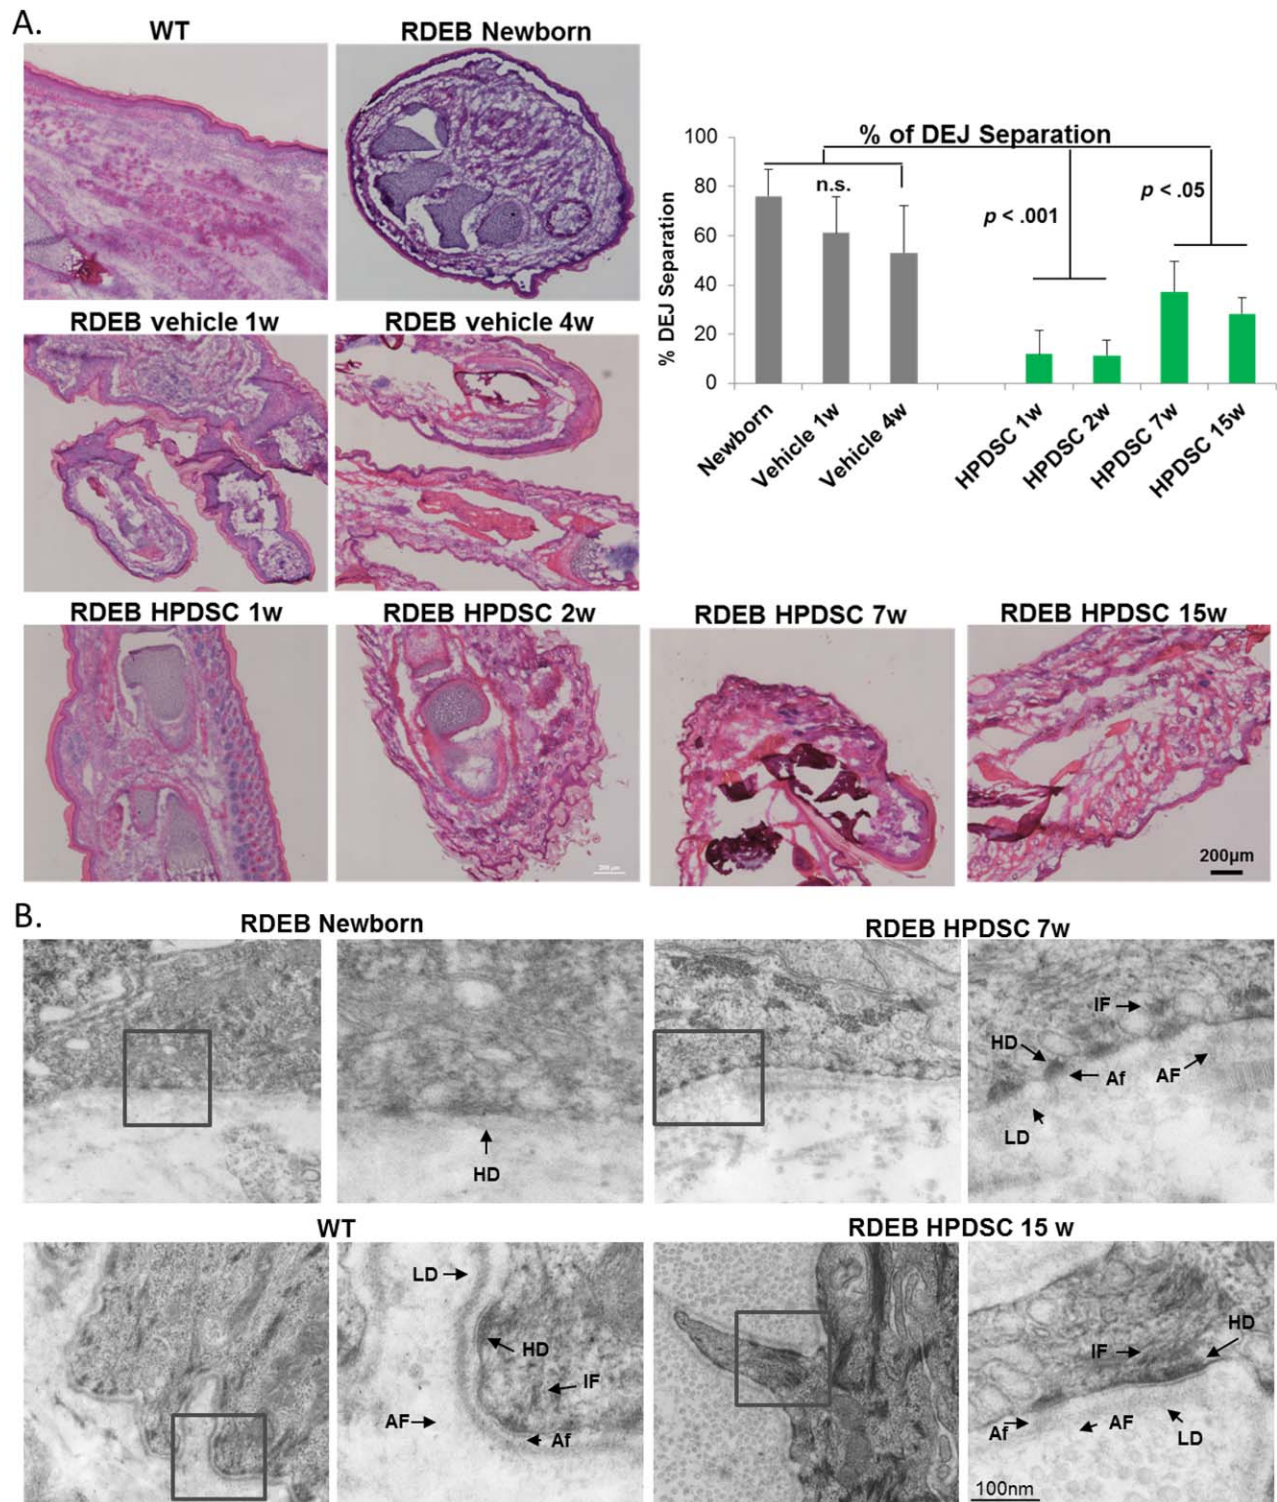 A.
WT
RDEB Newborn
RDEB vehicle 1w
RDEB vehicle 4w
% of DEJ Separation
% DEJ Separation
100
80
60
40
20
0
n.s.
p < .001
p < .05
Newborn
Vehicle 1w
Vehicle 4w
HPDSC 1w
HPDSC 2w
HPDSC 7w
HPDSC 15w
RDEB HPDSC 1w
RDEB HPDSC 2w
RDEB HPDSC 7w
RDEB HPDSC 15w
200 µm
200µm
B.
RDEB Newborn
RDEB HPDSC 7w
HD
IF
HD
Af
AF
LD
WT
RDEB HPDSC 15 w
LD
HD
IF
AF
Af
HD
IF
Af
AF
LD
100nm